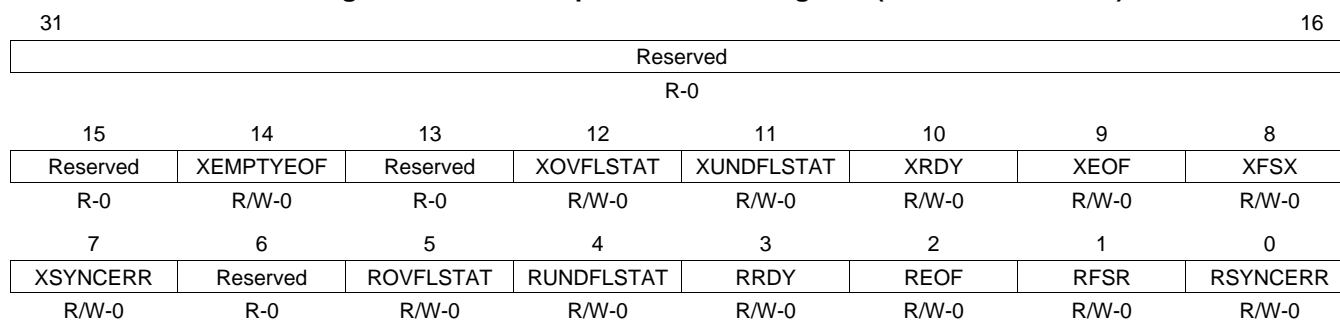 31 16
Reserved
R-0
15 14 13 12 11 10 9 8
Reserved XEMPTYEOF Reserved XOVFLSTAT XUNDFLSTAT XRDY XEOF XFSX
R-0 R/W-0 R-0 R/W-0 R/W-0 R/W-0 R/W-0 R/W-0
7 6 5 4 3 2 1 0
XSYNCERR Reserved ROVFLSTAT RUNDFLSTAT RRDY REOF RFSR RSYNCERR
R/W-0 R-0 R/W-0 R/W-0 R/W-0 R/W-0 R/W-0 R/W-0